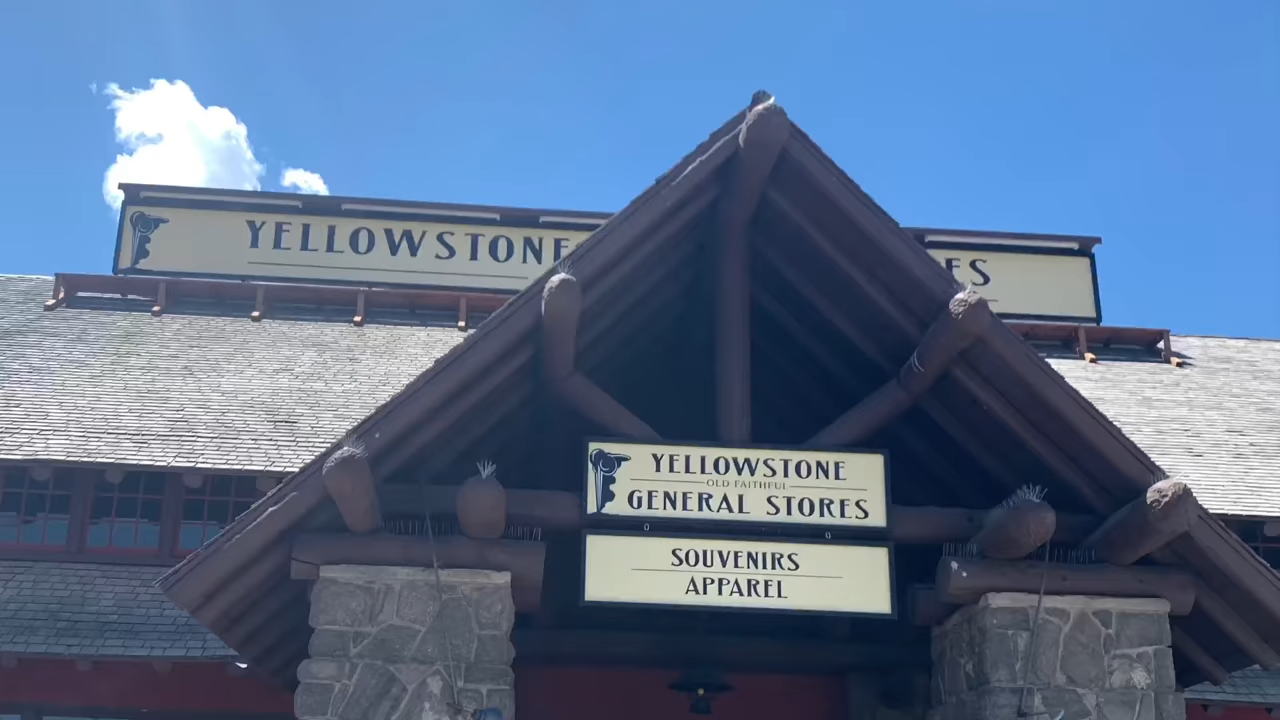 YELLOWSTONE
ES
YELLOWSTONE
OLD FAITHFUL
GENERAL STORES
SOUVENIRS
APPAREL